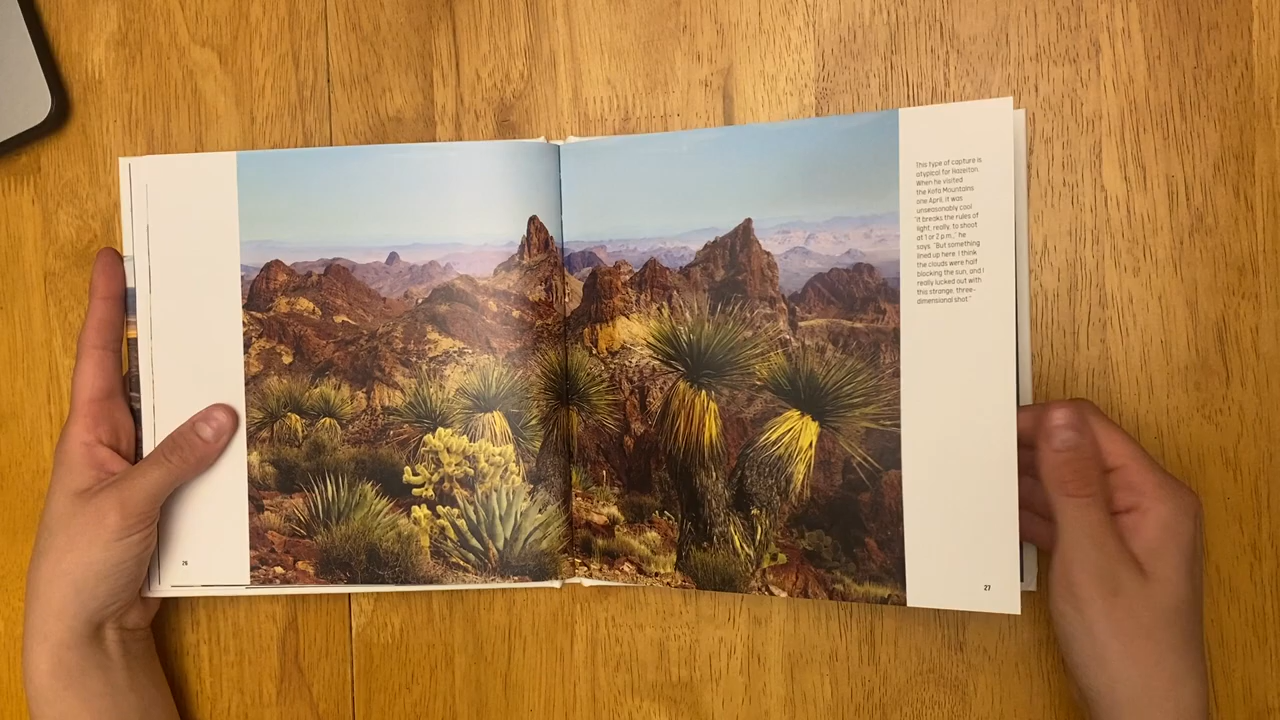 This type of capture is
atypical for Hazelton.
When he visited
the Kofa Mountains
one April, it was
unseasonably cool.
"It breaks the rules of
light, really, to shoot
at 1 or 2 p.m.," he
says. "But something
lined up here. I think
the clouds were half
blocking the sun, and I
really lucked out with
this strange, three-
dimensional shot."
26
27